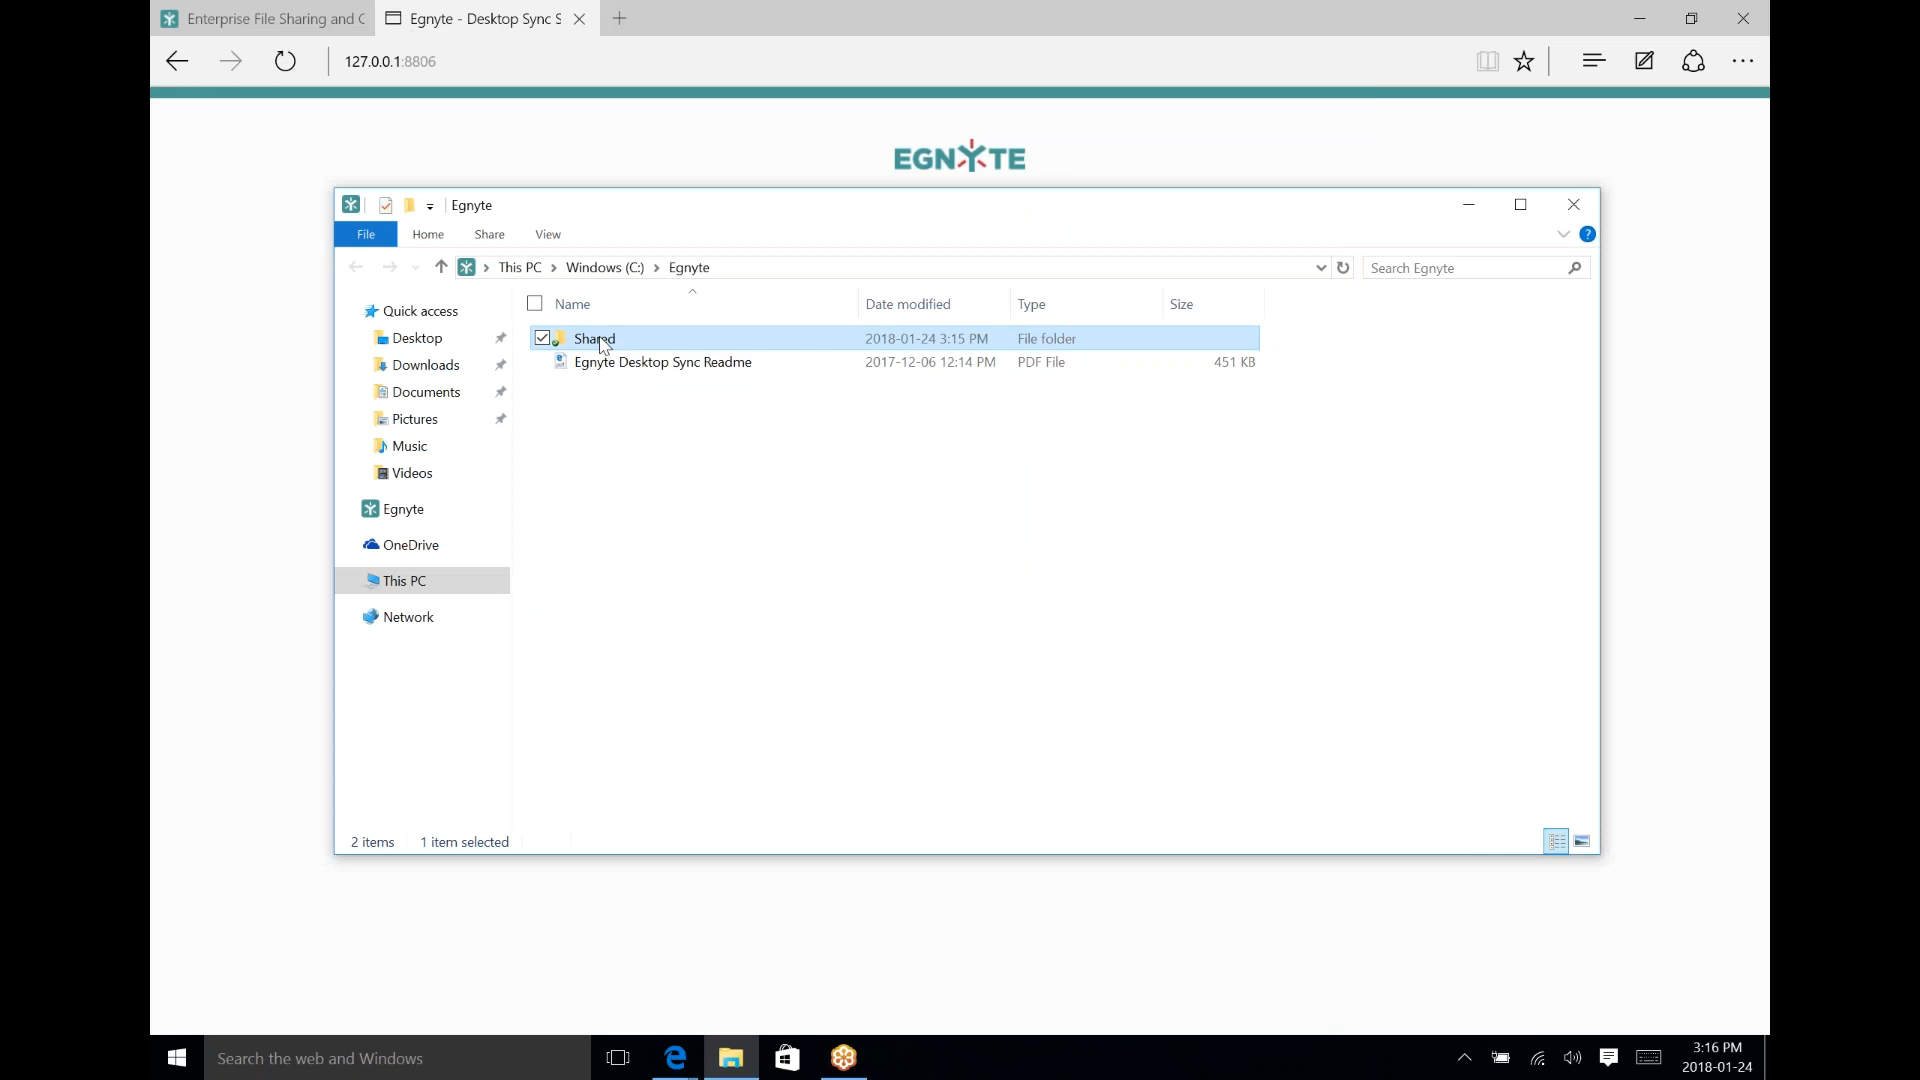 Enterprise File Sharing and C
Egnyte - Desktop Sync S
127.0.0.1:8806
EGNYTE
Egnyte
File Home Share View
This PC Windows (C:) Egnyte
Search Egnyte
Name Date modified Type Size
Quick access
Desktop
Downloads
Documents
Pictures
Music
Videos
Egnyte
OneDrive
This PC
Network
Shared 2018-01-24 3:15 PM File folder
Egnyte Desktop Sync Readme 2017-12-06 12:14 PM PDF File 451 KB
2 items 1 item selected
Search the web and Windows
3:16 PM
2018-01-24